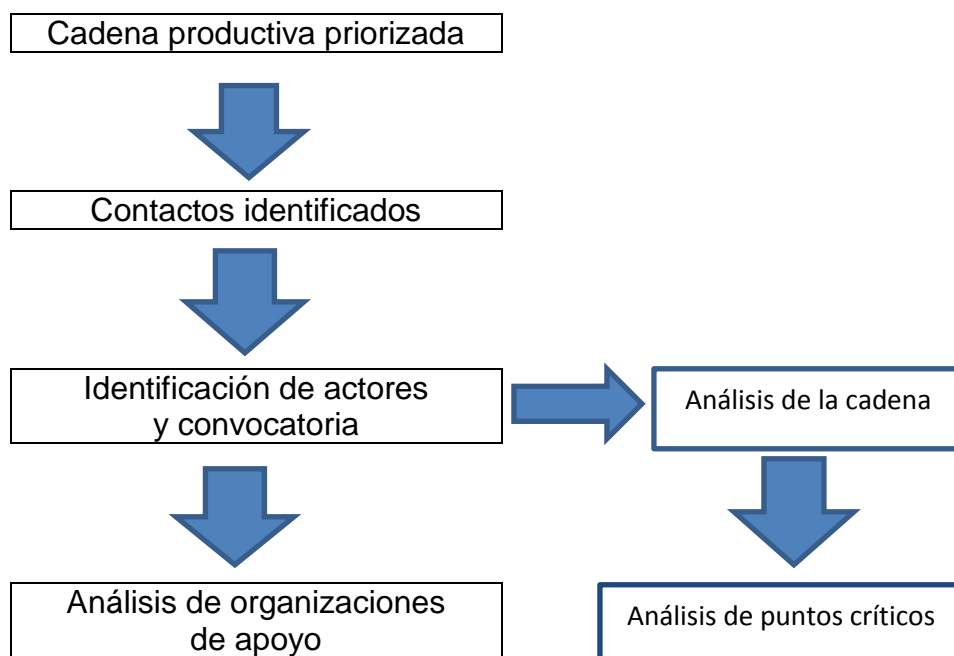 Cadena productiva priorizada
Contactos identificados
Identificación de actores
y convocatoria
Análisis de la cadena
Análisis de organizaciones
de apoyo
Análisis de puntos críticos